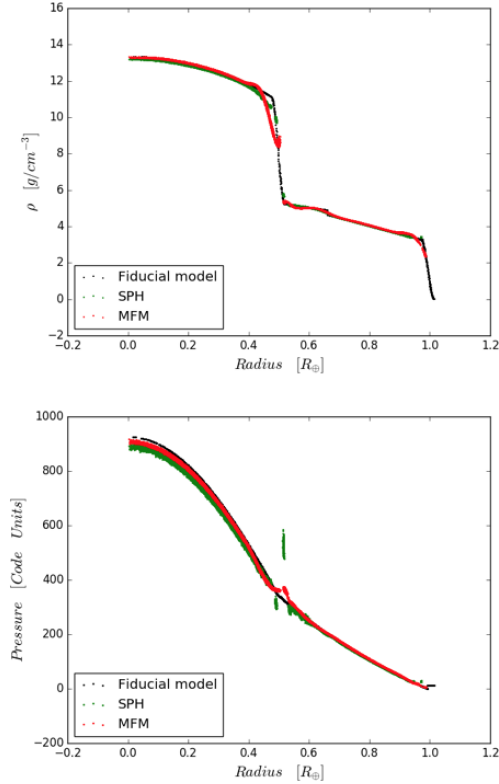 16
14
12
10
8
6
4
2
0
−2
ρ [g/cm⁻³]
Fiducial model
SPH
MFM
−0.2 0.0 0.2 0.4 0.6 0.8 1.0 1.2
Radius [R⊕]
1000
800
600
400
200
0
−200
Pressure [Code Units]
Fiducial model
SPH
MFM
−0.2 0.0 0.2 0.4 0.6 0.8 1.0 1.2
Radius [R⊕]